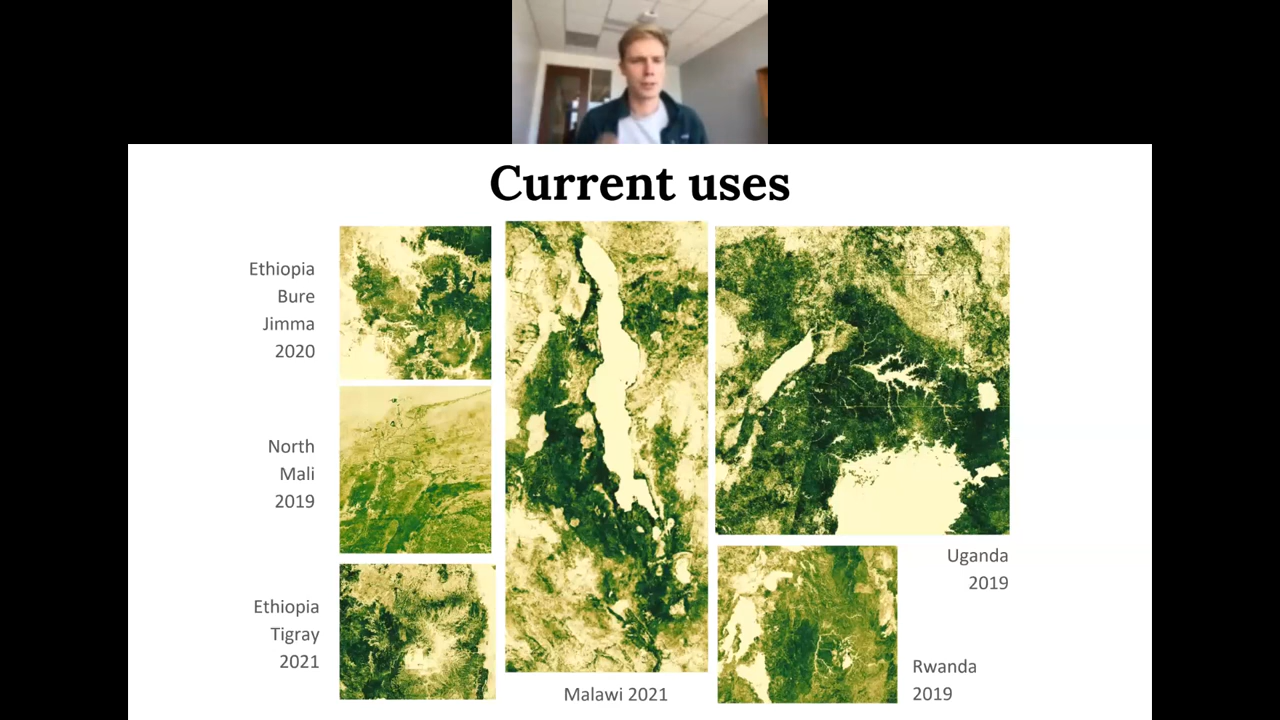 Current uses
Ethiopia
Bure
Jimma
2020
North
Mali
2019
Ethiopia
Tigray
2021
Malawi 2021
Uganda
2019
Rwanda
2019